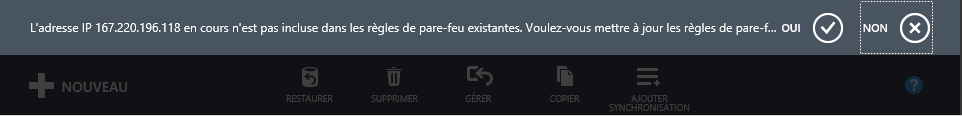 L'adresse IP 167.220.196.118 en cours n'est pas incluse dans les règles de pare-feu existantes. Voulez-vous mettre à jour les règles de pare-f... OUI NON
NOUVEAU
RESTAURER SUPPRIMER GÉRER COPIER AJOUTER
SYNCHRONISATION
?